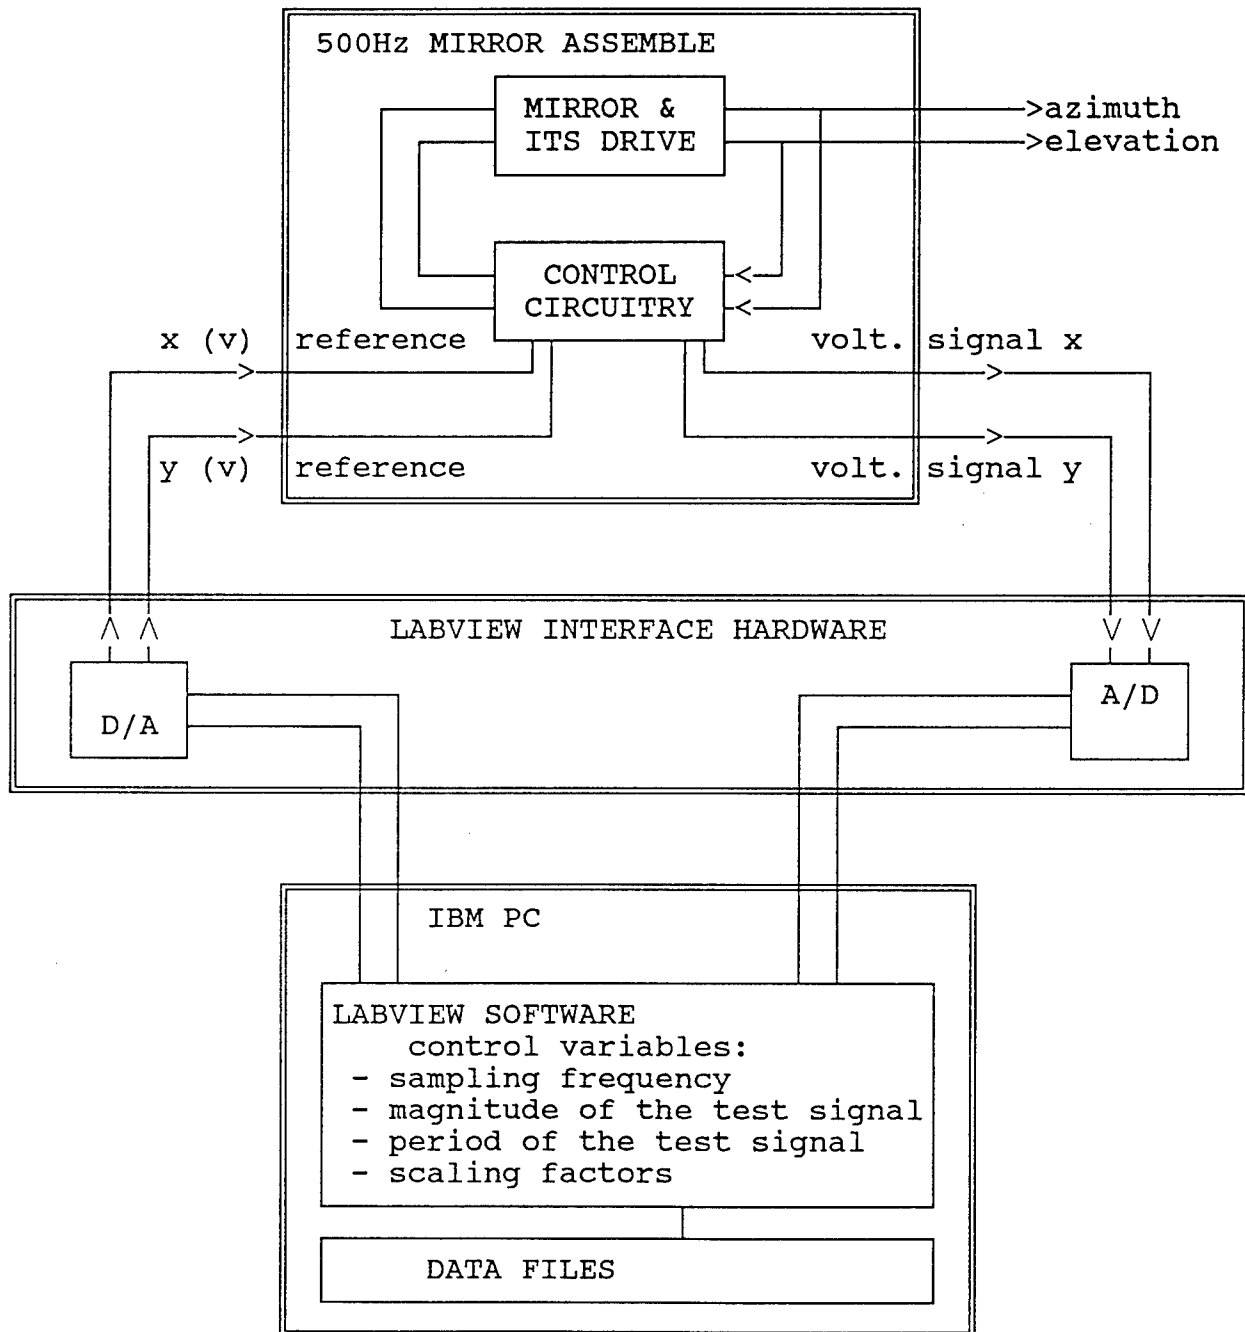 500Hz MIRROR ASSEMBLE
MIRROR &
ITS DRIVE
>azimuth
>elevation
CONTROL
CIRCUITRY
x (v) reference
volt. signal x
y (v) reference
volt. signal y
LABVIEW INTERFACE HARDWARE
D/A
A/D
IBM PC
LABVIEW SOFTWARE
control variables:
- sampling frequency
- magnitude of the test signal
- period of the test signal
- scaling factors
DATA FILES